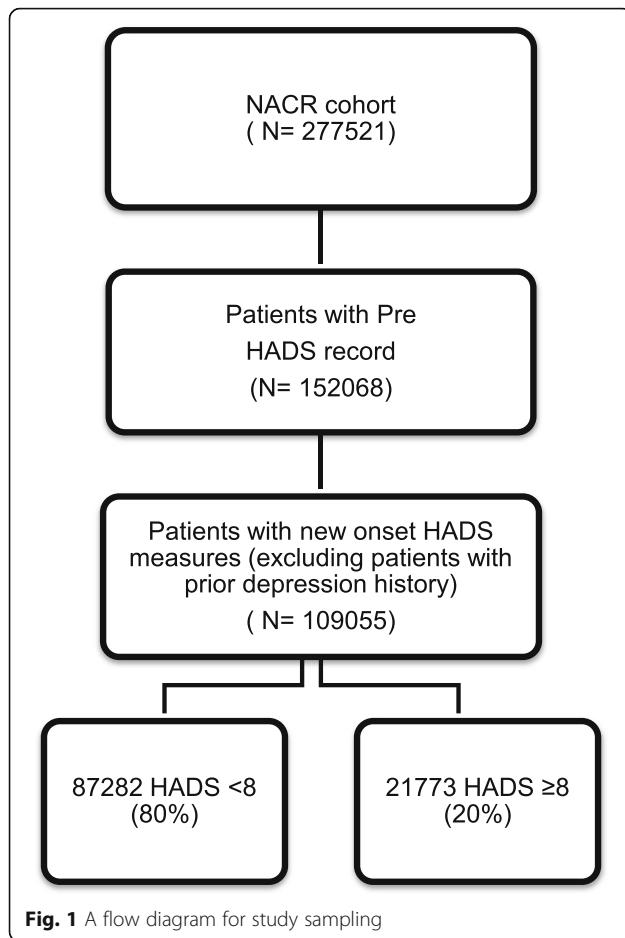 NACR cohort
( N= 277521)
Patients with Pre
HADS record
(N= 152068)
Patients with new onset HADS
measures (excluding patients with
prior depression history)
( N= 109055)
87282 HADS <8
(80%)
21773 HADS ≥8
(20%)
Fig. 1 A flow diagram for study sampling